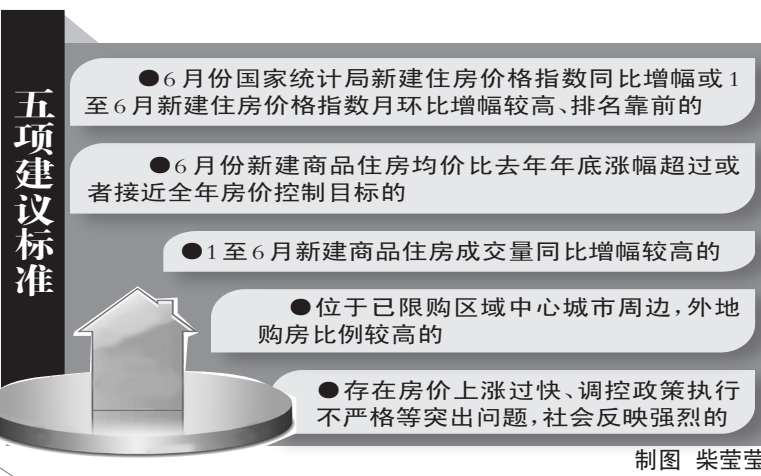 五项建议标准
●6月份国家统计局新建住房价格指数同比增幅或1
至6月新建住房价格指数月环比增幅较高、排名靠前的
●6月份新建商品住房均价比去年年底涨幅超过或
者接近全年房价控制目标的
●1至6月新建商品住房成交量同比增幅较高的
●位于已限购区域中心城市周边,外地
购房比例较高的
●存在房价上涨过快、调控政策执行
不严格等突出问题,社会反映强烈的
制图 柴莹莹